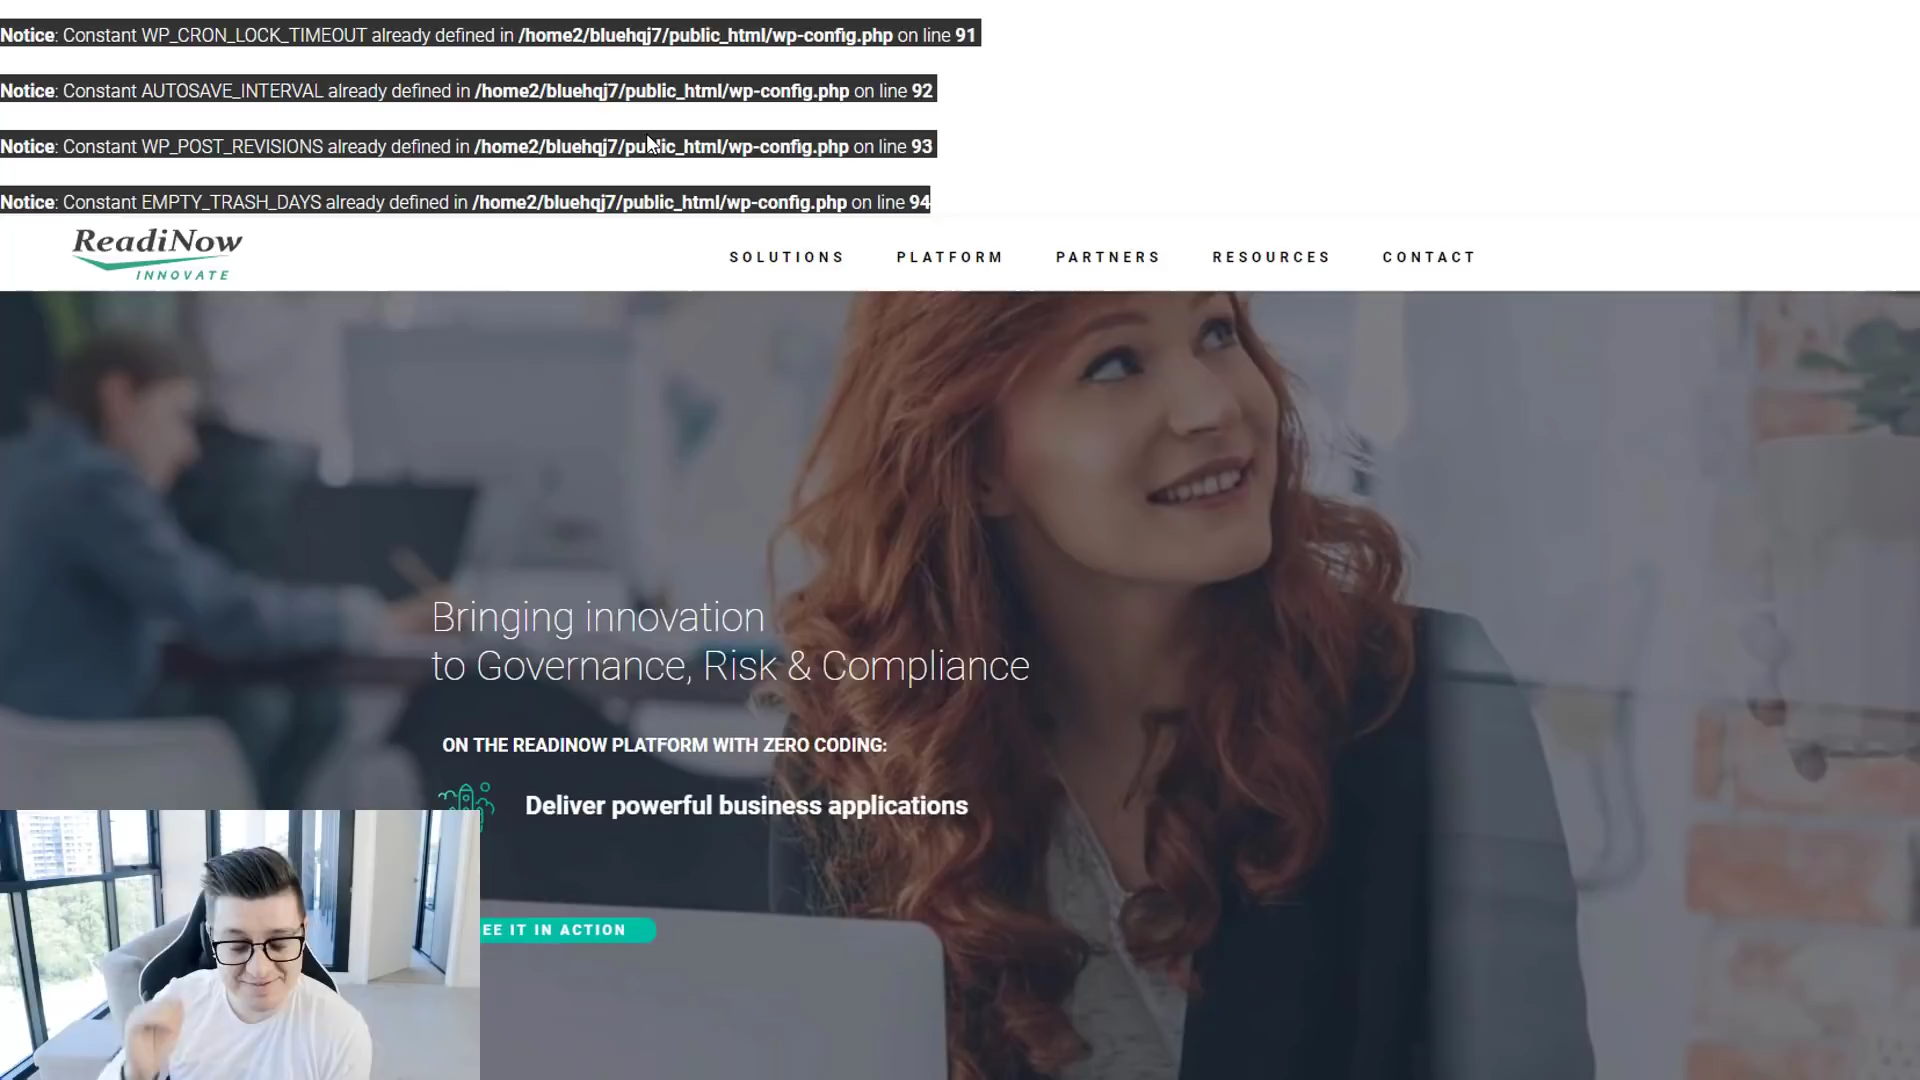 Notice: Constant WP_CRON_LOCK_TIMEOUT already defined in /home2/bluehqj7/public_html/wp-config.php on line 91
Notice: Constant AUTOSAVE_INTERVAL already defined in /home2/bluehqj7/public_html/wp-config.php on line 92
Notice: Constant WP_POST_REVISIONS already defined in /home2/bluehqj7/public_html/wp-config.php on line 93
Notice: Constant EMPTY_TRASH_DAYS already defined in /home2/bluehqj7/public_html/wp-config.php on line 94
ReadiNow
INNOVATE
SOLUTIONS PLATFORM PARTNERS RESOURCES CONTACT
Bringing innovation
to Governance, Risk & Compliance
ON THE READINOW PLATFORM WITH ZERO CODING:
Deliver powerful business applications
EE IT IN ACTION